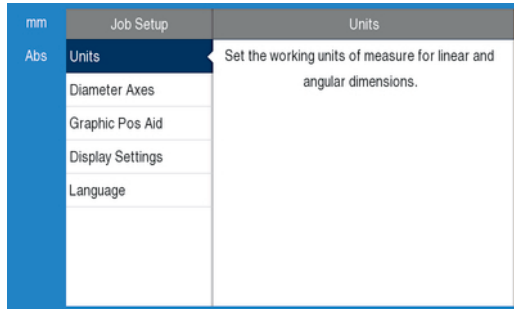 mm
Job Setup
Units
Abs
Units
Set the working units of measure for linear and
angular dimensions.
Diameter Axes
Graphic Pos Aid
Display Settings
Language